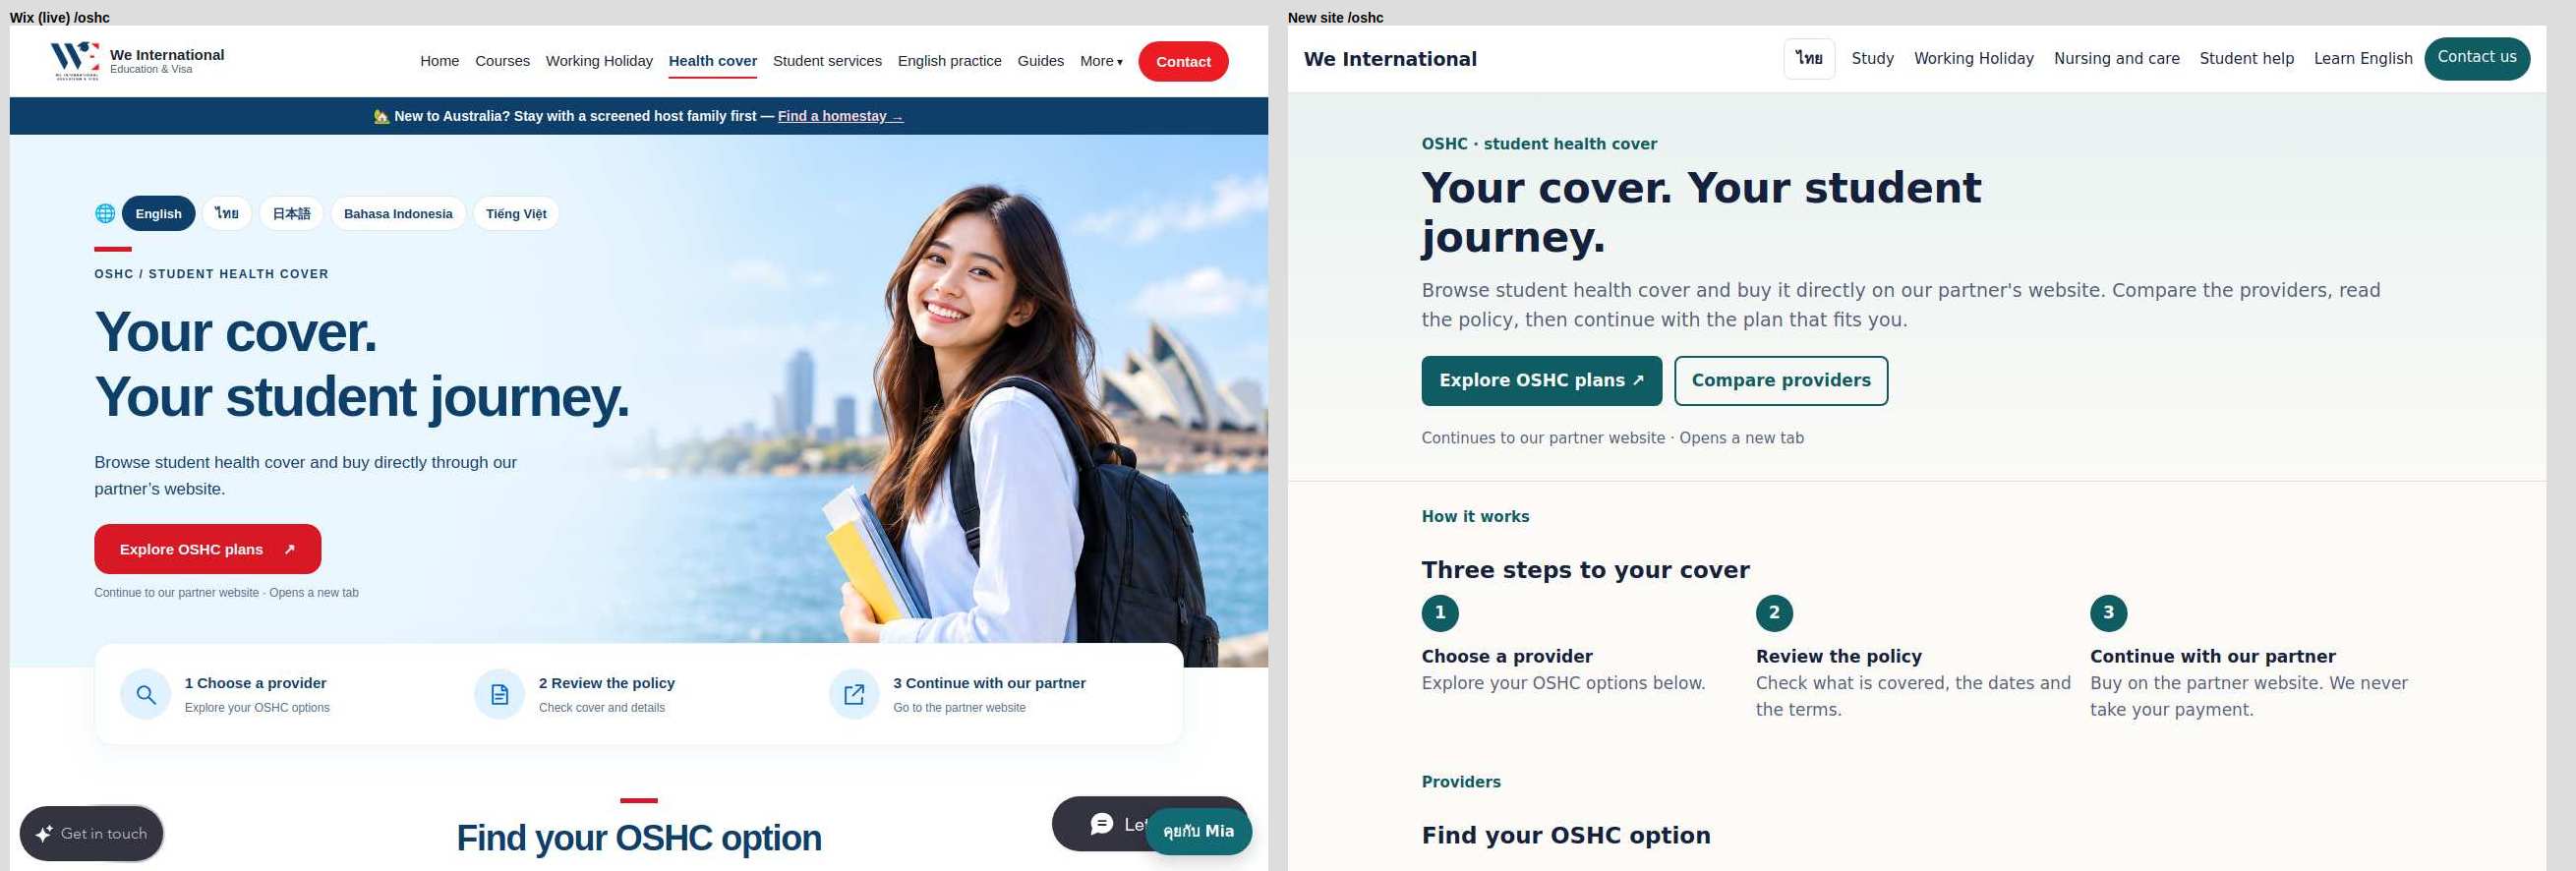 Wix (live) /oshc
We International
Education & Visa
Home Courses Working Holiday Health cover Student services English practice Guides More ▾ Contact
🏡 New to Australia? Stay with a screened host family first — Find a homestay →
🌐 English ไทย 日本語 Bahasa Indonesia Tiếng Việt
OSHC / STUDENT HEALTH COVER
Your cover.
Your student journey.
Browse student health cover and buy directly through our
partner’s website.
Explore OSHC plans ↗
Continue to our partner website · Opens a new tab
1 Choose a provider
Explore your OSHC options
2 Review the policy
Check cover and details
3 Continue with our partner
Go to the partner website
Find your OSHC option
Get in touch
คุยกับ Mia
New site /oshc
We International
ไทย Study Working Holiday Nursing and care Student help Learn English Contact us
OSHC · student health cover
Your cover. Your student
journey.
Browse student health cover and buy it directly on our partner's website. Compare the providers, read
the policy, then continue with the plan that fits you.
Explore OSHC plans ↗ Compare providers
Continues to our partner website · Opens a new tab
How it works
Three steps to your cover
1
Choose a provider
Explore your OSHC options below.
2
Review the policy
Check what is covered, the dates and
the terms.
3
Continue with our partner
Buy on the partner website. We never
take your payment.
Providers
Find your OSHC option